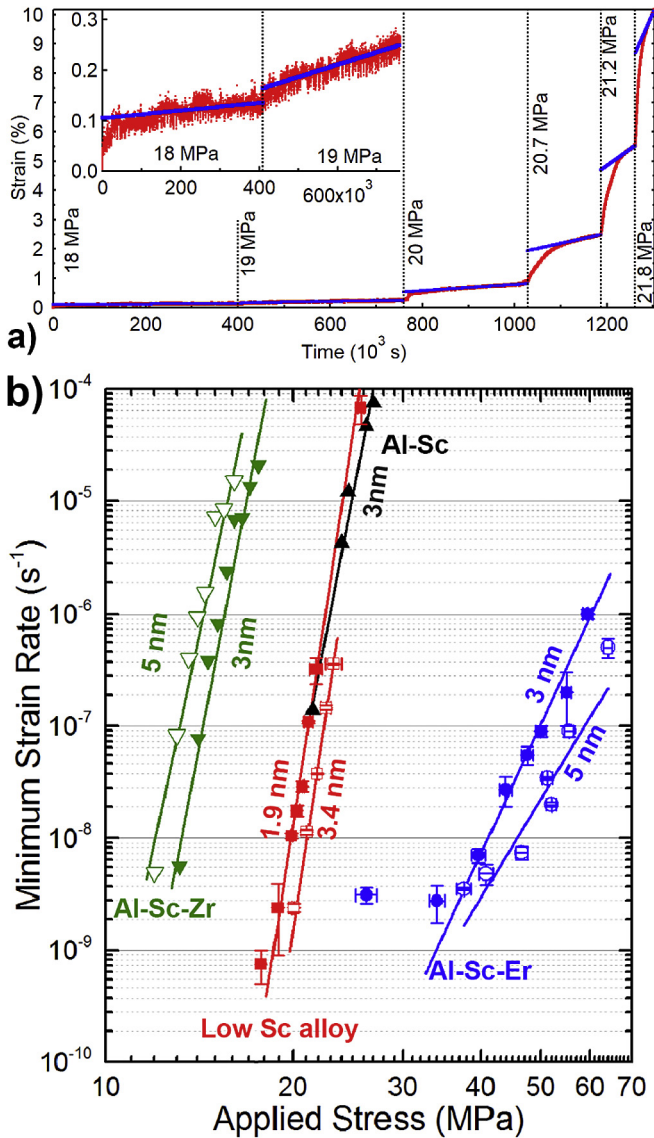 a)
Strain (%)
10
9
8
7
6
5
4
3
2
1
0
0.3
0.2
0.1
0.0
18 MPa
19 MPa
0
200
400
600x10³
18 MPa
19 MPa
20 MPa
20.7 MPa
21.2 MPa
21.8 MPa
0
200
400
600
800
1000
1200
Time (10³ s)
b)
Minimum Strain Rate (s⁻¹)
10⁻⁴
10⁻⁵
10⁻⁶
10⁻⁷
10⁻⁸
10⁻⁹
10⁻¹⁰
Al-Sc
3nm
5 nm
3nm
3 nm
5 nm
1.9 nm
3.4 nm
Al-Sc-Zr
Al-Sc-Er
Low Sc alloy
10
20
30
40
50
60
70
Applied Stress (MPa)